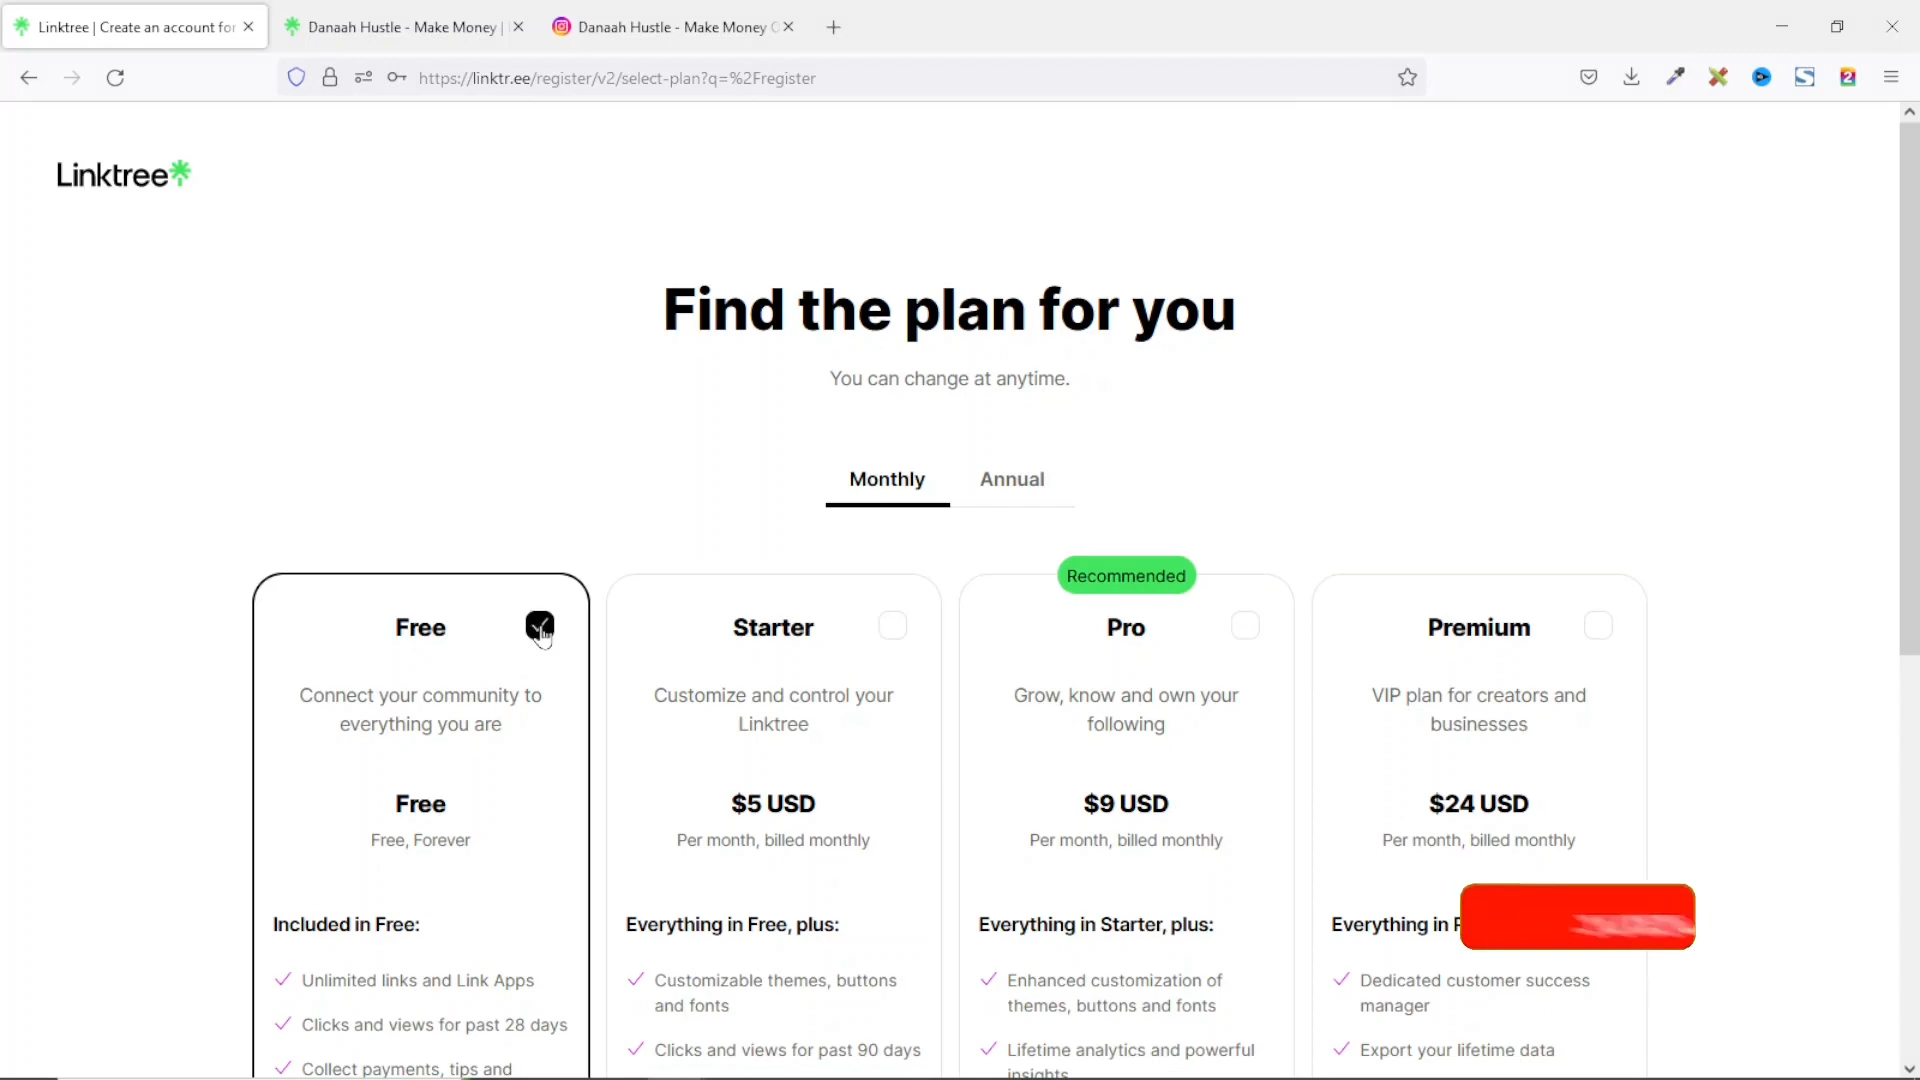 Linktree | Create an account for
Danaah Hustle - Make Money |
Danaah Hustle - Make Money O
https://linktr.ee/register/v2/select-plan?q=%2Fregister
2
Linktree
Find the plan for you
You can change at anytime.
Monthly
Annual
Free
Connect your community to
everything you are
Free
Free, Forever
Included in Free:
Unlimited links and Link Apps
Clicks and views for past 28 days
Collect payments, tips and
Starter
Customize and control your
Linktree
$5 USD
Per month, billed monthly
Everything in Free, plus:
Customizable themes, buttons
and fonts
Clicks and views for past 90 days
Recommended
Pro
Grow, know and own your
following
$9 USD
Per month, billed monthly
Everything in Starter, plus:
Enhanced customization of
themes, buttons and fonts
Lifetime analytics and powerful
insights
Premium
VIP plan for creators and
businesses
$24 USD
Per month, billed monthly
Everything in
Dedicated customer success
manager
Export your lifetime data